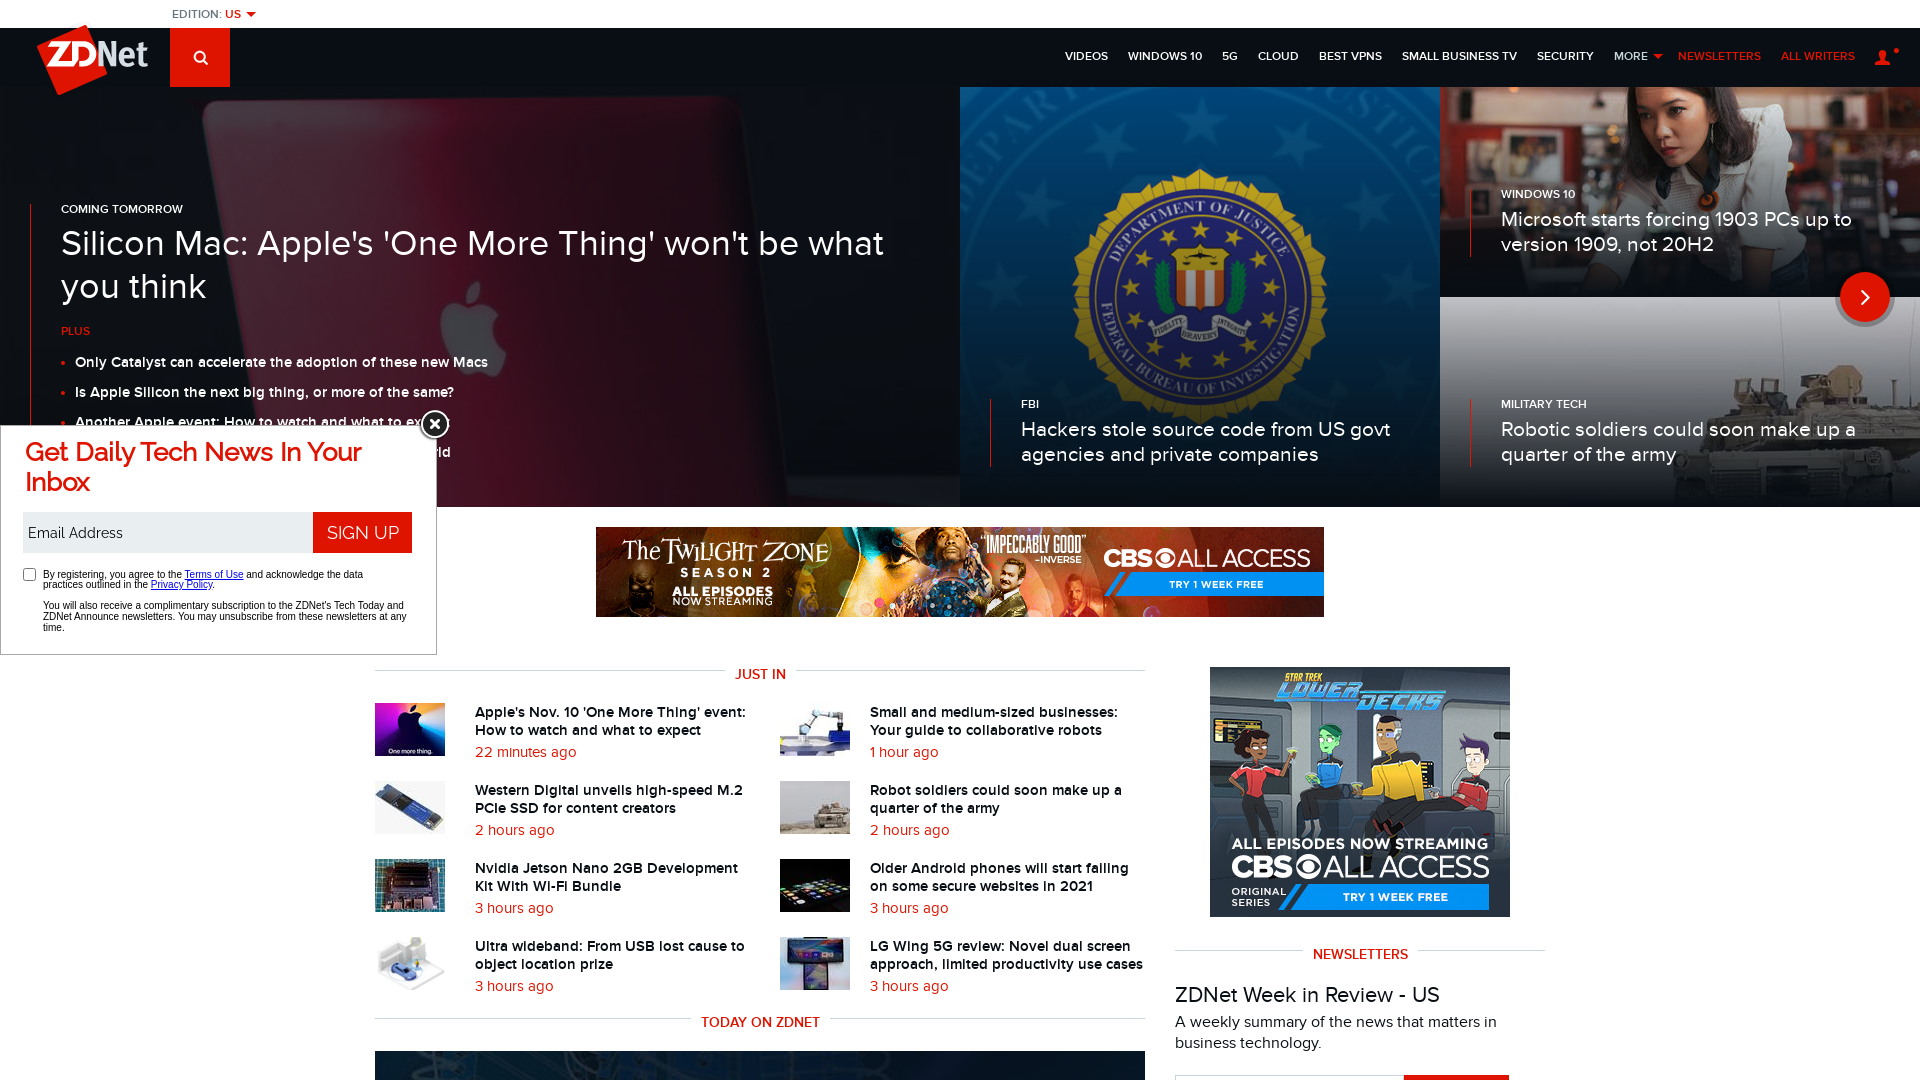 EDITION: US
ZDNet
VIDEOS
WINDOWS 10
5G
CLOUD
BEST VPNS
SMALL BUSINESS TV
SECURITY
MORE
NEWSLETTERS
ALL WRITERS
COMING TOMORROW
Silicon Mac: Apple's 'One More Thing' won't be what
you think
PLUS
Only Catalyst can accelerate the adoption of these new Macs
Is Apple Silicon the next big thing, or more of the same?
Another Apple event: How to watch and what to
DEPARTMENT OF JUSTICE
FIDELITY BRAVERY INTEGRITY
FEDERAL BUREAU OF INVESTIGATION
FBI
Hackers stole source code from US govt
agencies and private companies
WINDOWS 10
Microsoft starts forcing 1903 PCs up to
version 1909, not 20H2
MILITARY TECH
Robotic soldiers could soon make up a
quarter of the army
Get Daily Tech News In Your
Inbox
Email Address
SIGN UP
By registering, you agree to the Terms of Use and acknowledge the data
practices outlined in the Privacy Policy.
You will also receive a complimentary subscription to the ZDNet's Tech Today and
ZDNet Announce newsletters. You may unsubscribe from these newsletters at any
time.
THE TWILIGHT ZONE
SEASON 2
ALL EPISODES
NOW STREAMING
"IMPECCABLY GOOD"
–INVERSE
CBS ALL ACCESS
TRY 1 WEEK FREE
JUST IN
One more thing.
Apple's Nov. 10 'One More Thing' event:
How to watch and what to expect
22 minutes ago
Small and medium-sized businesses:
Your guide to collaborative robots
1 hour ago
Western Digital unveils high-speed M.2
PCIe SSD for content creators
2 hours ago
Robot soldiers could soon make up a
quarter of the army
2 hours ago
Nvidia Jetson Nano 2GB Development
Kit With Wi-Fi Bundle
3 hours ago
Older Android phones will start failing
on some secure websites in 2021
3 hours ago
Ultra wideband: From USB lost cause to
object location prize
3 hours ago
LG Wing 5G review: Novel dual screen
approach, limited productivity use cases
3 hours ago
TODAY ON ZDNET
STAR TREK
LOWER DECKS
ALL EPISODES NOW STREAMING
CBS ALL ACCESS
ORIGINAL
SERIES
TRY 1 WEEK FREE
NEWSLETTERS
ZDNet Week in Review - US
A weekly summary of the news that matters in
business technology.